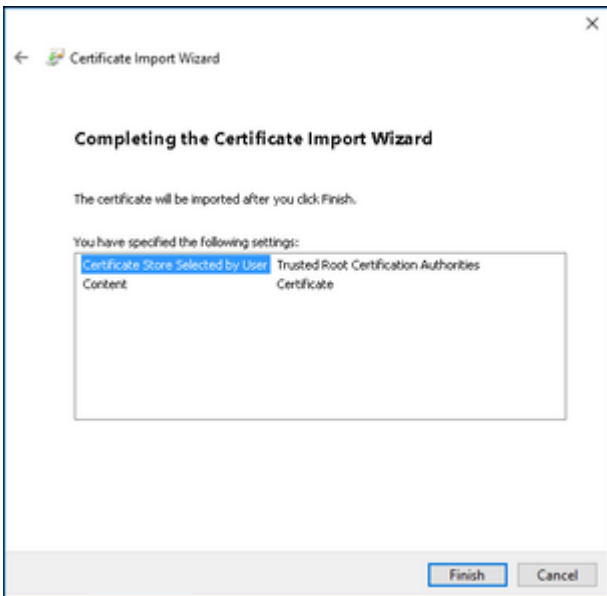 Certificate Import Wizard
Completing the Certificate Import Wizard
The certificate will be imported after you click Finish.
You have specified the following settings:
Certificate Store Selected by User Trusted Root Certification Authorities
Content Certificate
Finish Cancel